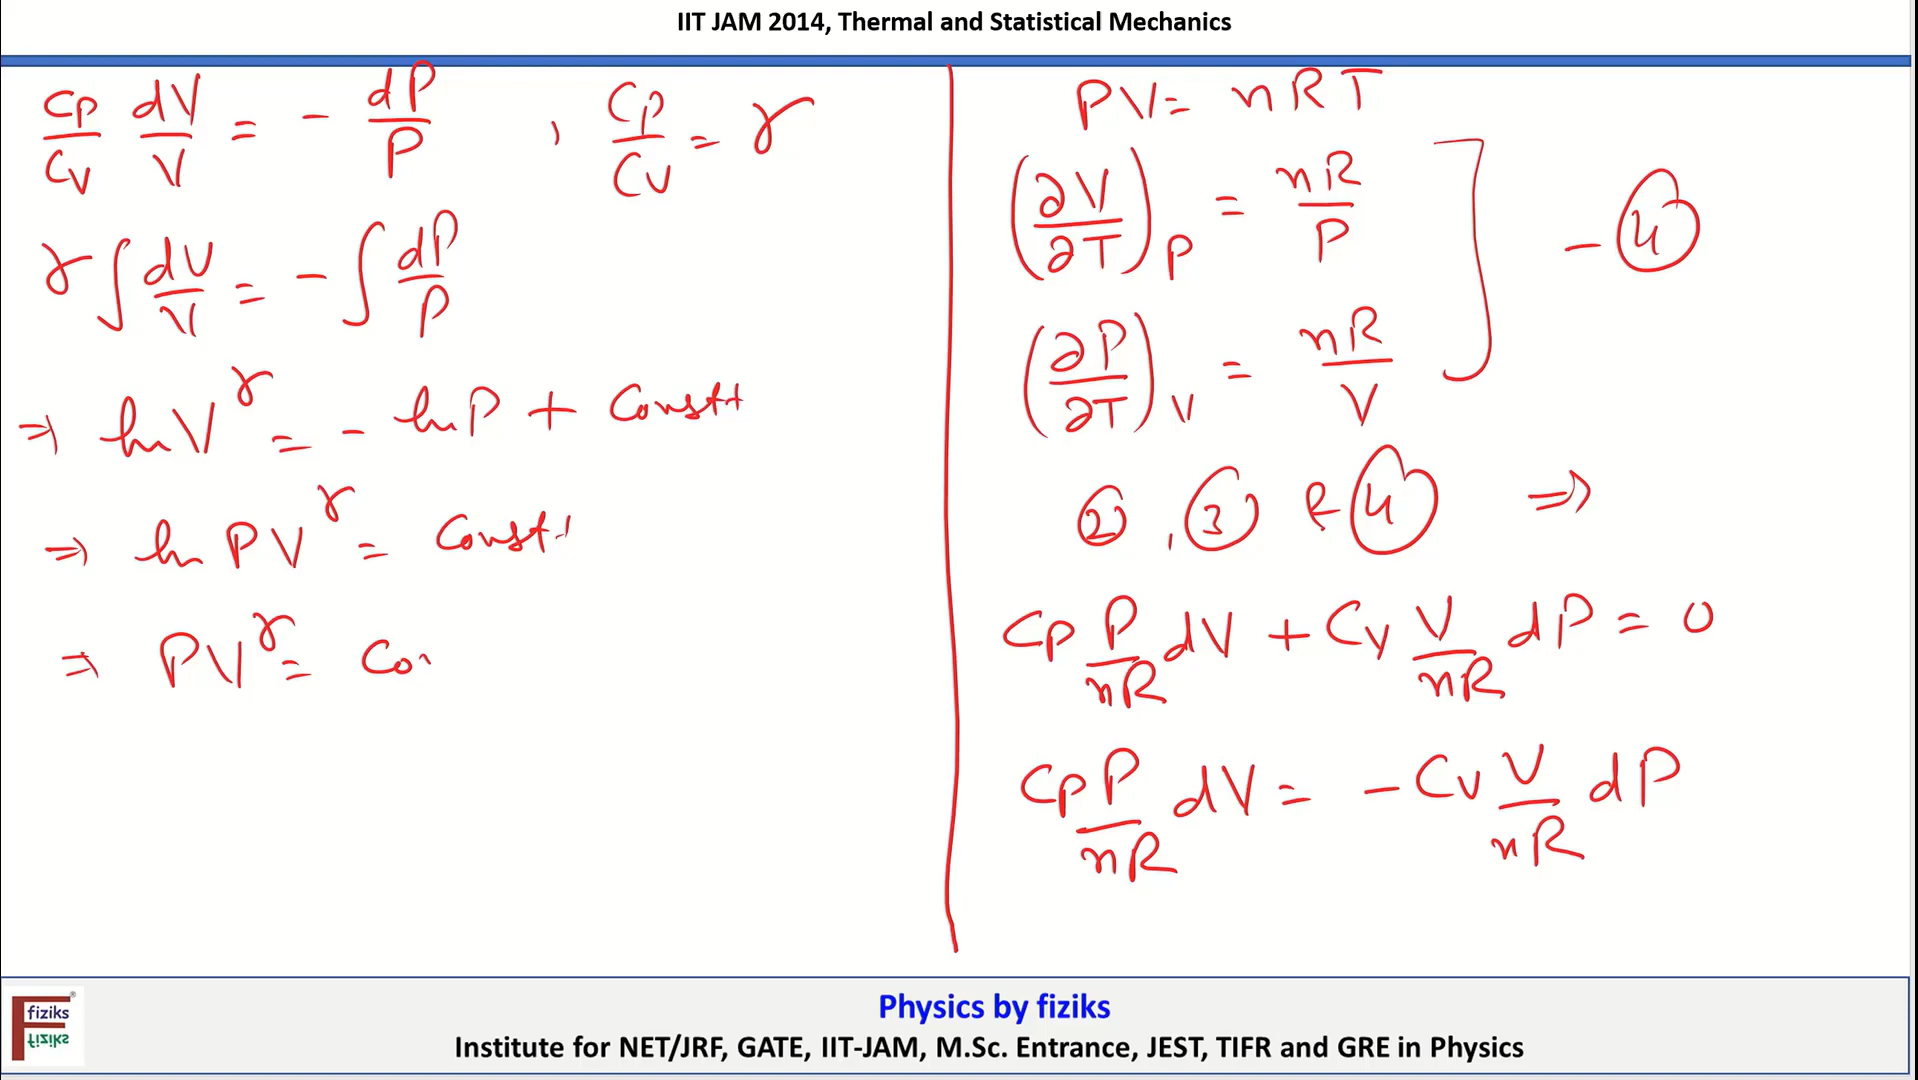 IIT JAM 2014, Thermal and Statistical Mechanics
Cp/Cv dV/V = - dP/P , Cp/Cv = γ
γ ∫ dV/V = - ∫ dP/P
⇒ ln V^γ = - ln P + Constt
⇒ ln PV^γ = Constt
⇒ PV^γ = Con
PV = nRT
(∂V/∂T)_P = nR/P
- ④
(∂P/∂T)_V = nR/V
② , ③ & ④ ⇒
Cp P/nR dV + Cv V/nR dP = 0
Cp P/nR dV = - Cv V/nR dP
fiziks
fiziks
Physics by fiziks
Institute for NET/JRF, GATE, IIT-JAM, M.Sc. Entrance, JEST, TIFR and GRE in Physics